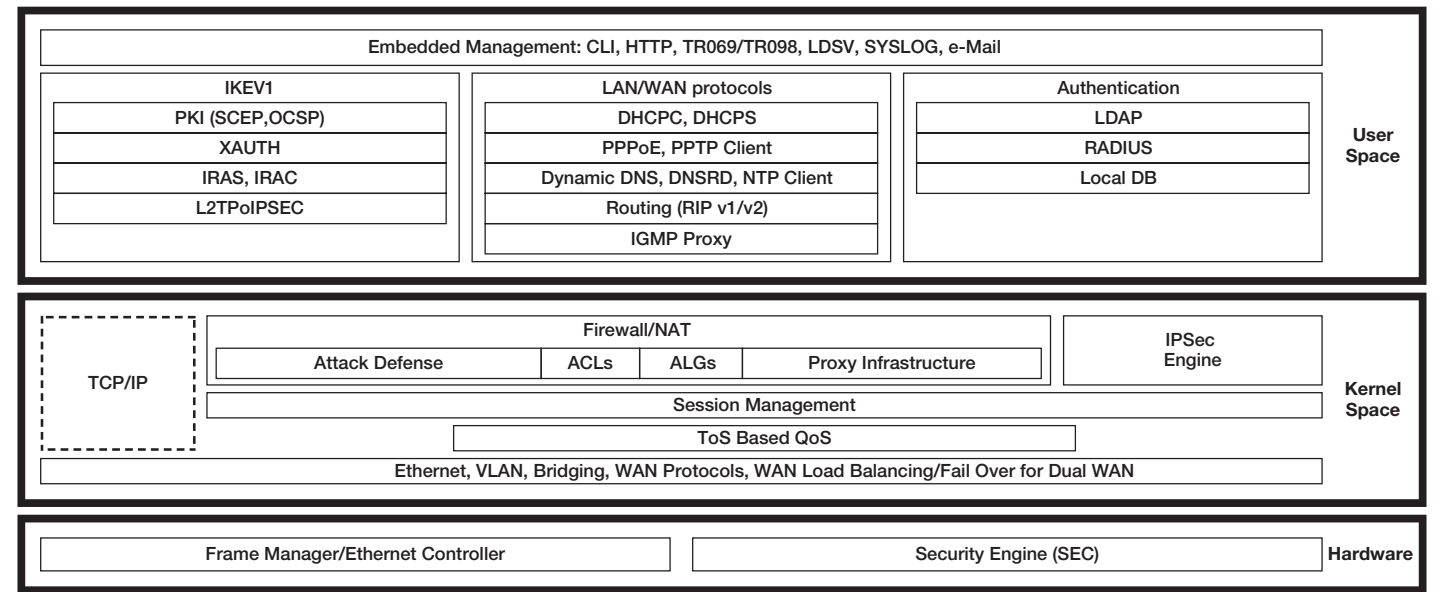 Embedded Management: CLI, HTTP, TR069/TR098, LDSV, SYSLOG, e-Mail
IKEV1
PKI (SCEP,OCSP)
XAUTH
IRAS, IRAC
L2TPoIPSEC
LAN/WAN protocols
DHCPC, DHCPS
PPPoE, PPTP Client
Dynamic DNS, DNSRD, NTP Client
Routing (RIP v1/v2)
IGMP Proxy
Authentication
LDAP
RADIUS
Local DB
User
Space
TCP/IP
Firewall/NAT
Attack Defense
ACLs
ALGs
Proxy Infrastructure
IPSec
Engine
Session Management
ToS Based QoS
Ethernet, VLAN, Bridging, WAN Protocols, WAN Load Balancing/Fail Over for Dual WAN
Kernel
Space
Frame Manager/Ethernet Controller
Security Engine (SEC)
Hardware